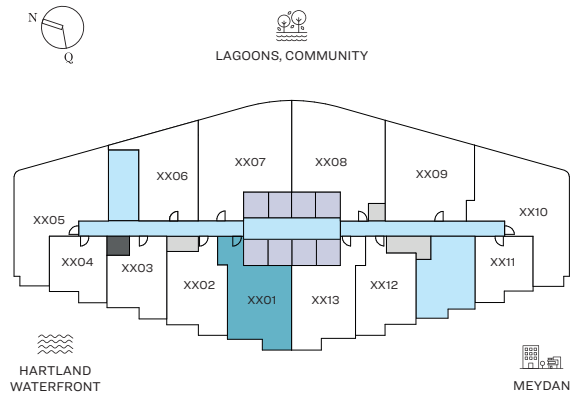 N
Q
LAGOONS, COMMUNITY
XX07
XX08
XX06
XX09
XX05
XX10
XX04
XX03
XX11
XX02
XX12
XX01
XX13
HARTLAND
WATERFRONT
MEYDAN